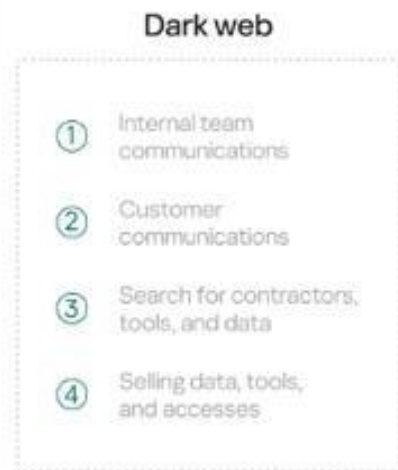 Dark web
1 Internal team
communications
2 Customer
communications
3 Search for contractors,
tools, and data
4 Selling data, tools,
and accesses